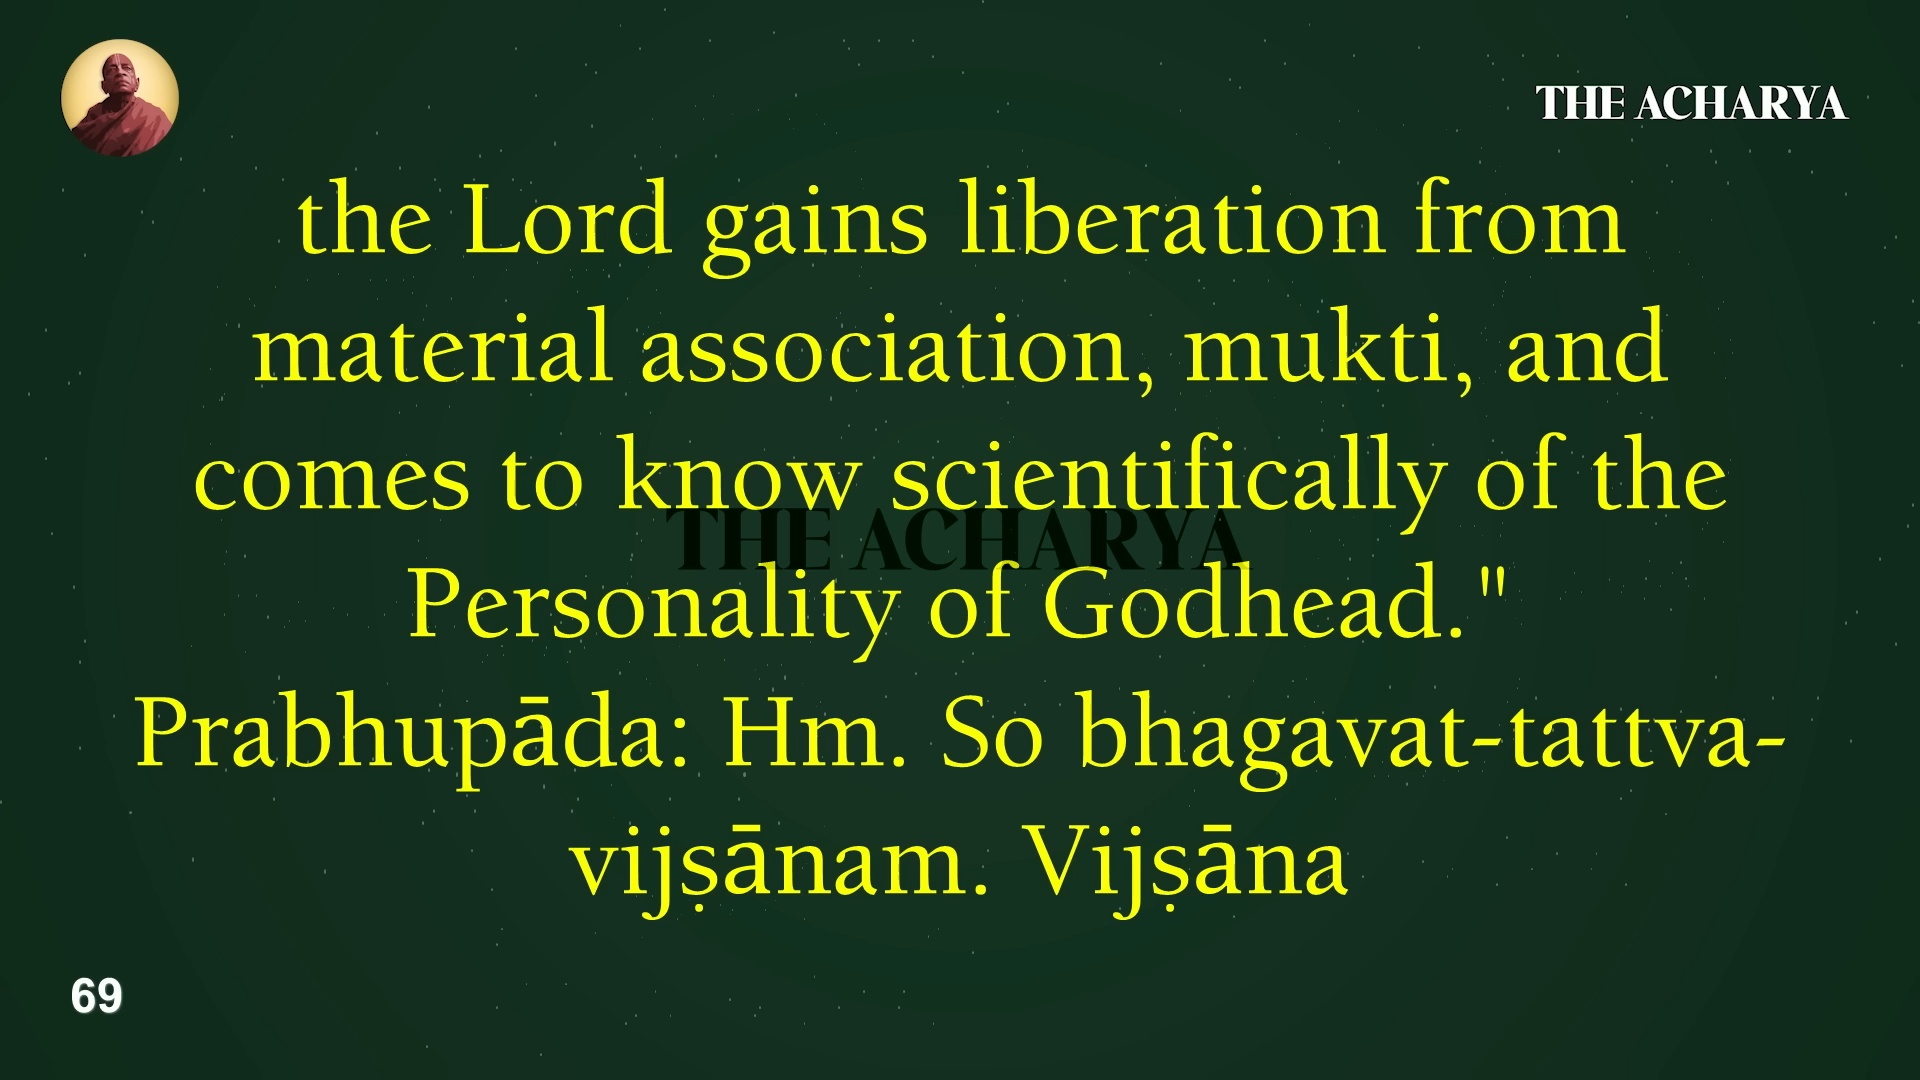 THE ACHARYA
the Lord gains liberation from
material association, mukti, and
comes to know scientifically of the
THE ACHARYA
Personality of Godhead. "
Prabhupāda: Hm. So bhagavat-tattva-
vijṣānam. Vijṣāna
69